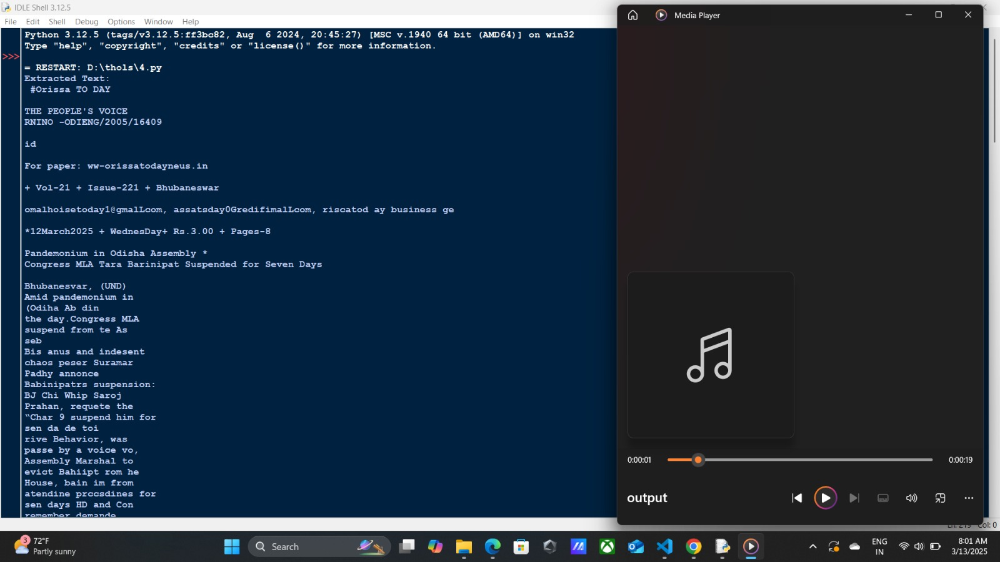 IDLE Shell 3.12.5
File Edit Shell Debug Options Window Help
Python 3.12.5 (tags/v3.12.5:ff3bc82, Aug  6 2024, 20:45:27) [MSC v.1940 64 bit (AMD64)] on win32
Type "help", "copyright", "credits" or "license()" for more information.
>>>
= RESTART: D:\thols\4.py
Extracted Text:
#Orissa TO DAY
THE PEOPLE'S VOICE
RNINO -ODIENG/2005/16409
id
For paper: ww-orissatodayneus.in
+ Vol-21 + Issue-221 + Bhubaneswar
omalhoisetoday1@gmalLcom, assatsday0GredifimalLcom, riscatod ay business ge
*12March2025 + WednesDay+ Rs.3.00 + Pages-8
Pandemonium in Odisha Assembly *
Congress MLA Tara Barinipat Suspended for Seven Days
Bhubanesvar, (UND)
Amid pandemonium in
(Odiha Ab din
the day.Congress MLA
suspend from te As
seb
Bis anus and indesent
chaos peser Suramar
Padhy annonce
Babinipatrs suspension:
BJ Chi Whip Saroj
Prahan, requete the
“Char 9 suspend him for
sen da de toi
rive Behavior, was
passe by a voice vo,
Assembly Marshal to
evict Bahiipt rom he
House, bain im from
atendine prccsdines for
sen days HD and Con
remember demande
Media Player
0:00:01
0:00:19
output
Ln: 219 Col: 0
3
72°F
Partly sunny
Search
ENG
IN
8:01 AM
3/13/2025